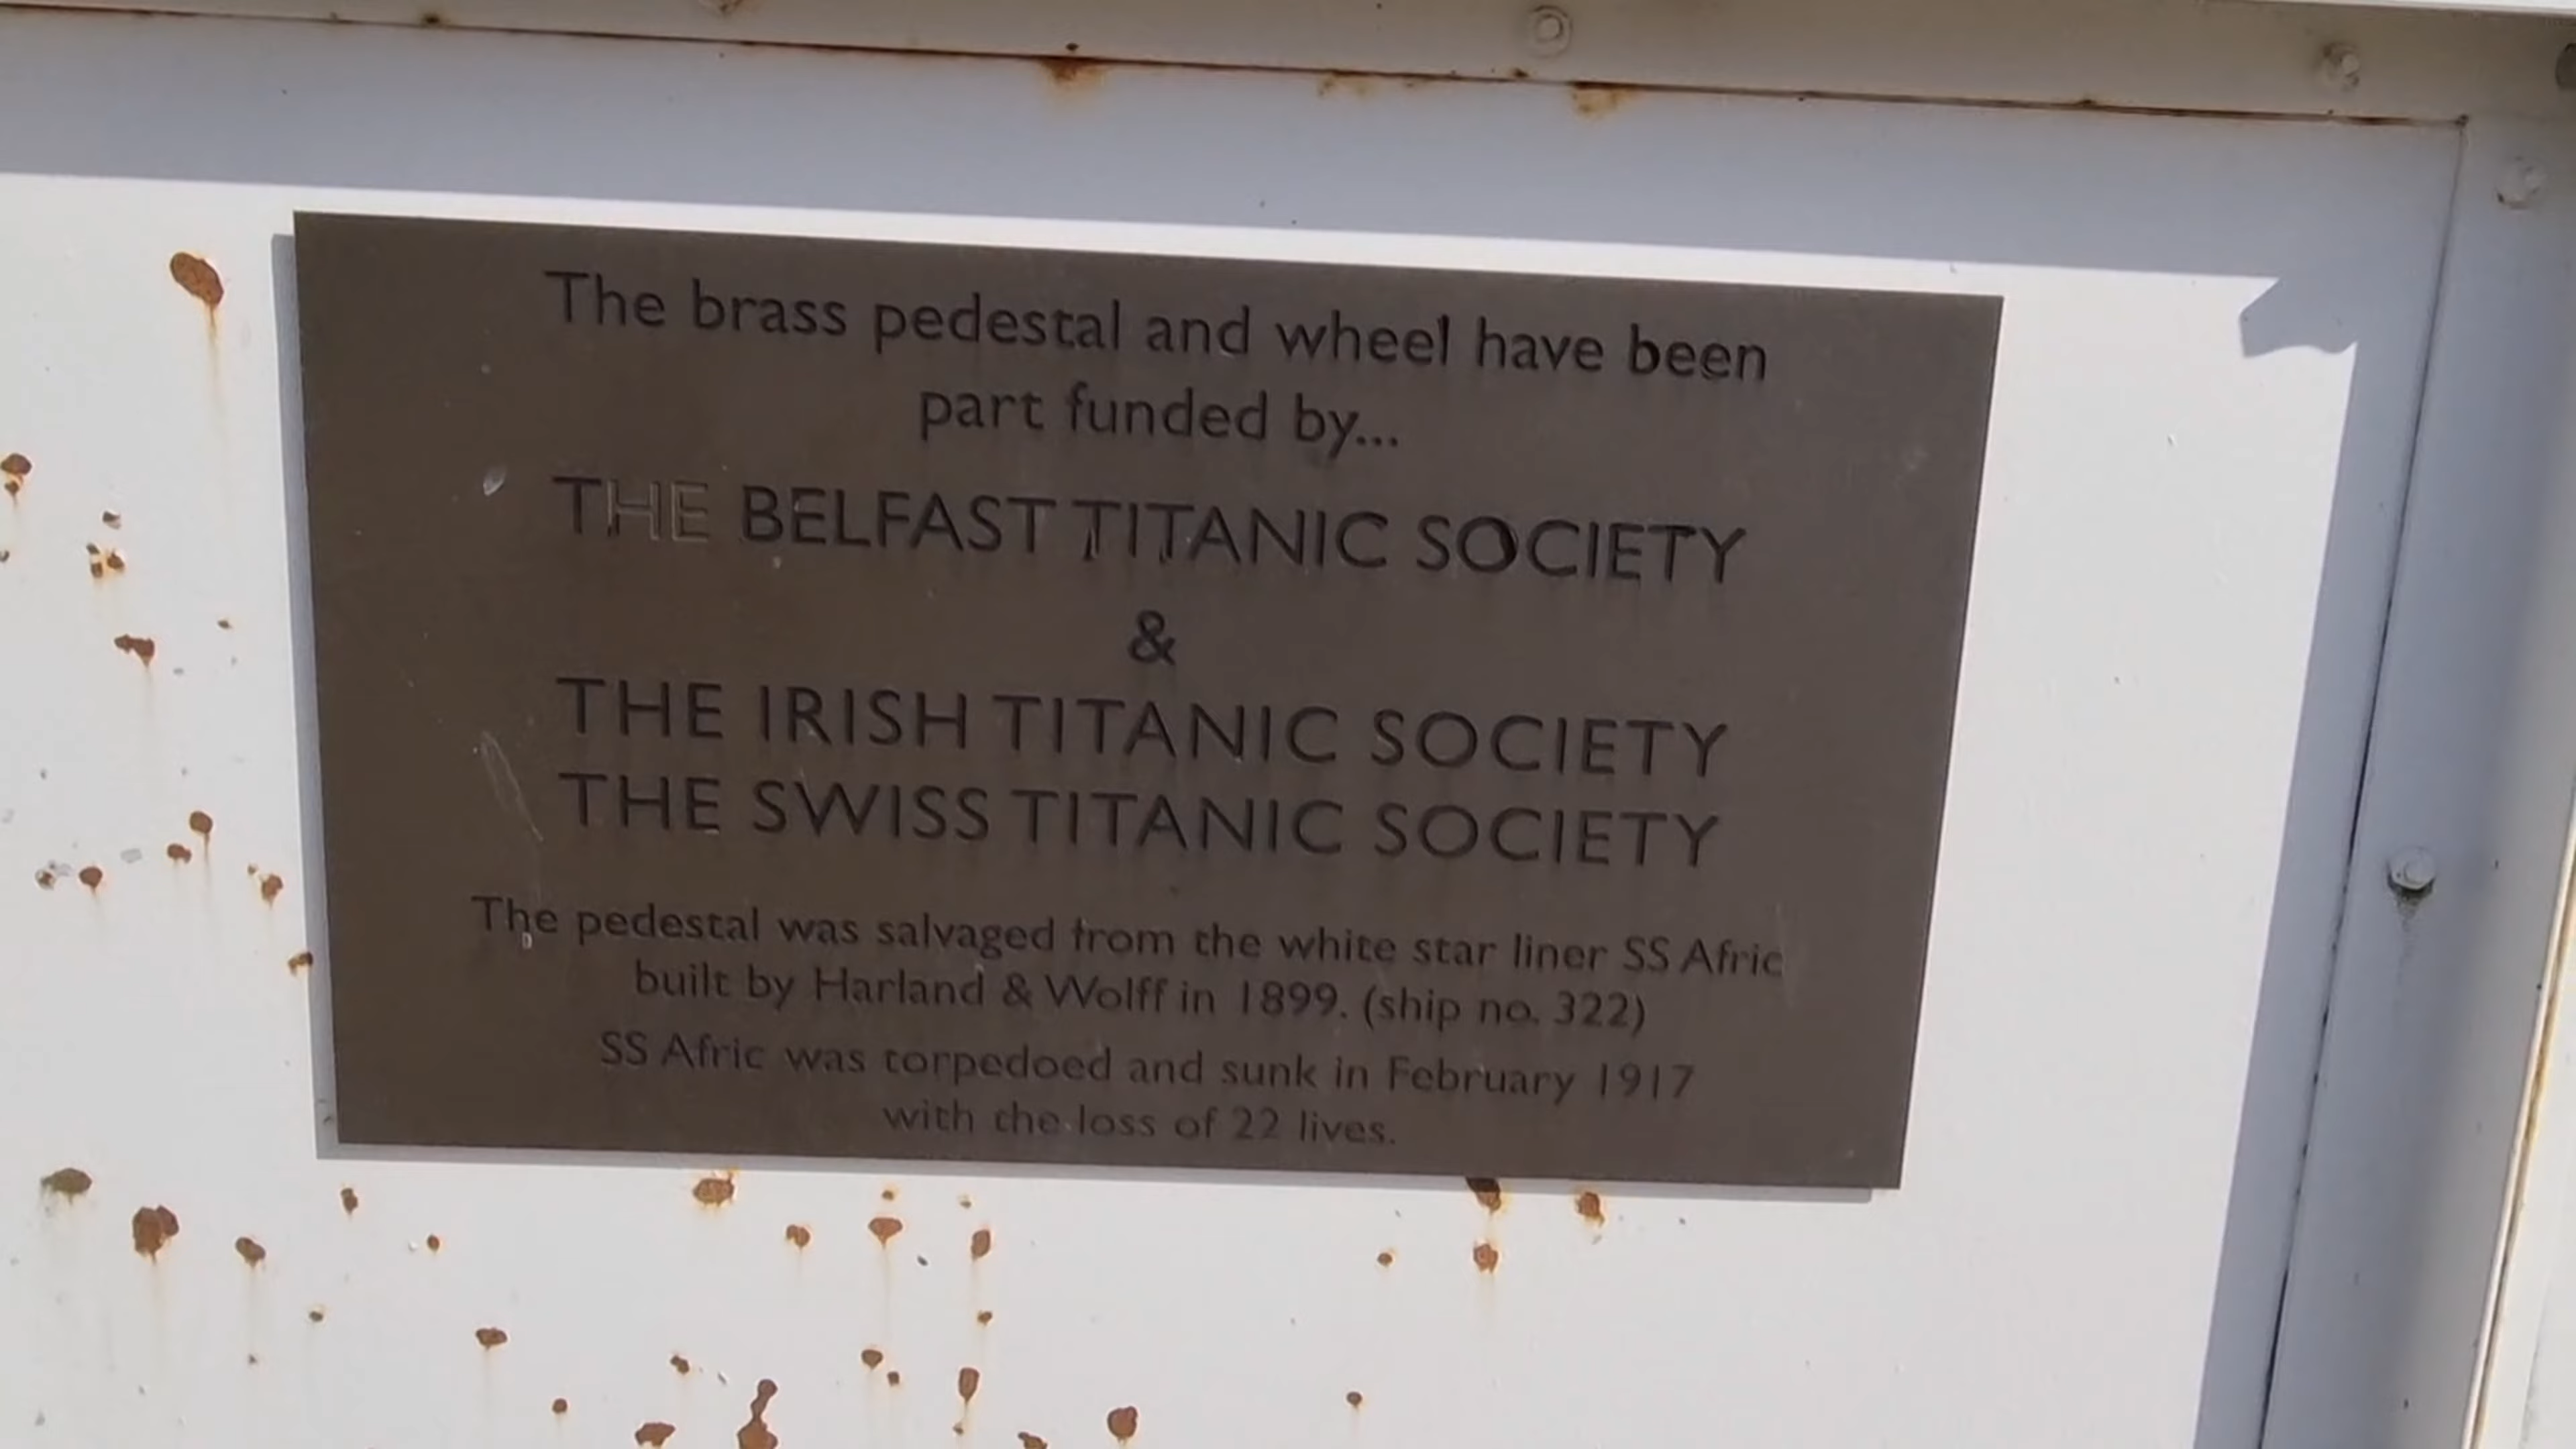 The brass pedestal and wheel have been
part funded by...
THE BELFAST TITANIC SOCIETY
&
THE IRISH TITANIC SOCIETY
THE SWISS TITANIC SOCIETY
The pedestal was salvaged from the white star liner SS Afric
built by Harland & Wolff in 1899. (ship no. 322)
SS Afric was torpedoed and sunk in February 1917
with the loss of 22 lives.